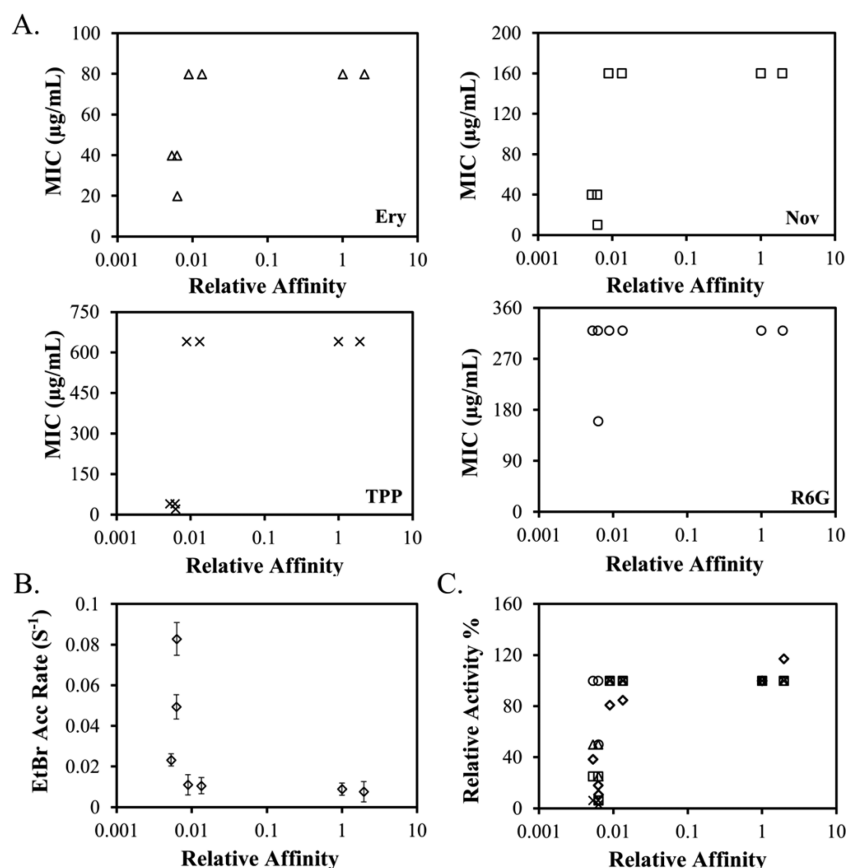 A.
100
80
60
40
20
0
MIC (µg/mL)
Ery
0.001 0.01 0.1 1 10
Relative Affinity
200
160
120
80
40
0
MIC (µg/mL)
Nov
0.001 0.01 0.1 1 10
Relative Affinity
750
600
450
300
150
0
MIC (µg/mL)
TPP
0.001 0.01 0.1 1 10
Relative Affinity
360
270
180
90
0
MIC (µg/mL)
R6G
0.001 0.01 0.1 1 10
Relative Affinity
B.
0.1
0.08
0.06
0.04
0.02
0
EtBr Acc Rate (S⁻¹)
0.001 0.01 0.1 1 10
Relative Affinity
C.
160
120
80
40
0
Relative Activity %
0.001 0.01 0.1 1 10
Relative Affinity